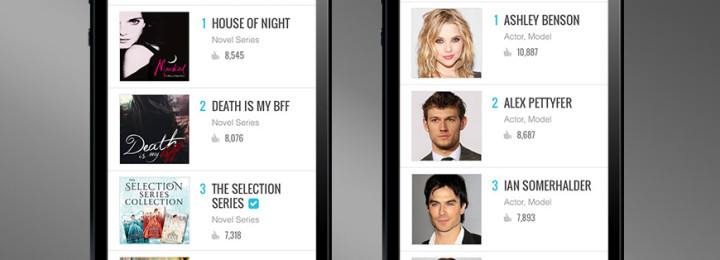 Marked
1 HOUSE OF NIGHT
Novel Series
8,545
Death
is my BFF
2 DEATH IS MY BFF
Novel Series
8,076
THE
SELECTION
SERIES
COLLECTION
3 THE SELECTION
SERIES
Novel Series
7,318
1 ASHLEY BENSON
Actor, Model
10,887
2 ALEX PETTYFER
Actor, Model
8,687
3 IAN SOMERHALDER
Actor, Model
7,893